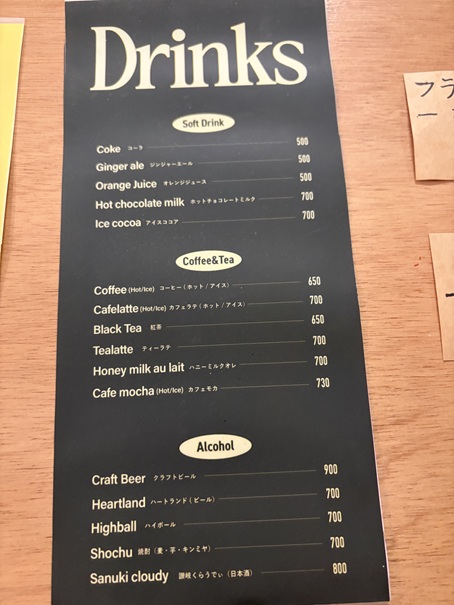 Drinks
Soft Drink
Coke コーラ 500
Ginger ale ジンジャーエール 500
Orange Juice オレンジジュース 500
Hot chocolate milk ホットチョコレートミルク 700
Ice cocoa アイスココア 700
Coffee&Tea
Coffee (Hot/Ice) コーヒー(ホット/アイス) 650
Cafelatte (Hot/Ice) カフェラテ(ホット/アイス) 700
Black Tea 紅茶 650
Tealatte ティーラテ 700
Honey milk au lait ハニーミルクオレ 700
Cafe mocha (Hot/Ice) カフェモカ 730
Alcohol
Craft Beer クラフトビール 900
Heartland ハートランド(ビール) 700
Highball ハイボール 700
Shochu 焼酎(麦・芋・キンミヤ) 700
Sanuki cloudy 讃岐くらうでぃ(日本酒) 800
フラ